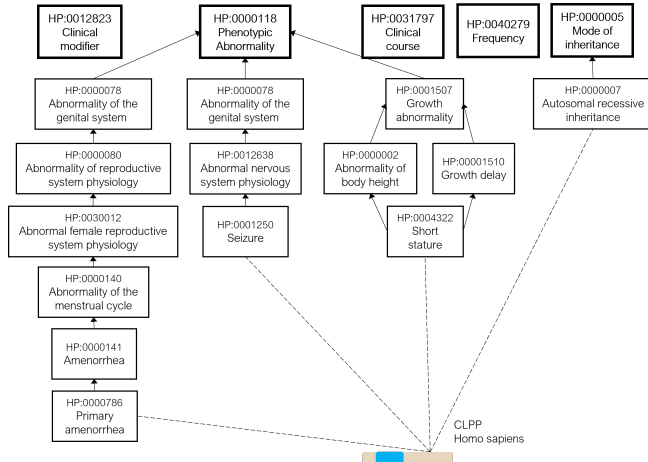 HP:0012823
Clinical
modifier
HP:0000118
Phenotypic
Abnormality
HP:0031797
Clinical
course
HP:0040279
Frequency
HP:0000005
Mode of
inheritance
HP:0000078
Abnormality of the
genital system
HP:0000078
Abnormality of the
genital system
HP:0001507
Growth
abnormality
HP:0000007
Autosomal recessive
inheritance
HP:0000080
Abnormality of reproductive
system physiology
HP:0012638
Abnormal nervous
system physiology
HP:0000002
Abnormality of
body height
HP:00001510
Growth delay
HP:0030012
Abnormal female reproductive
system physiology
HP:0001250
Seizure
HP:0004322
Short
stature
HP:0000140
Abnormality of the
menstrual cycle
HP:0000141
Amenorrhea
HP:0000786
Primary
amenorrhea
CLPP
Homo sapiens